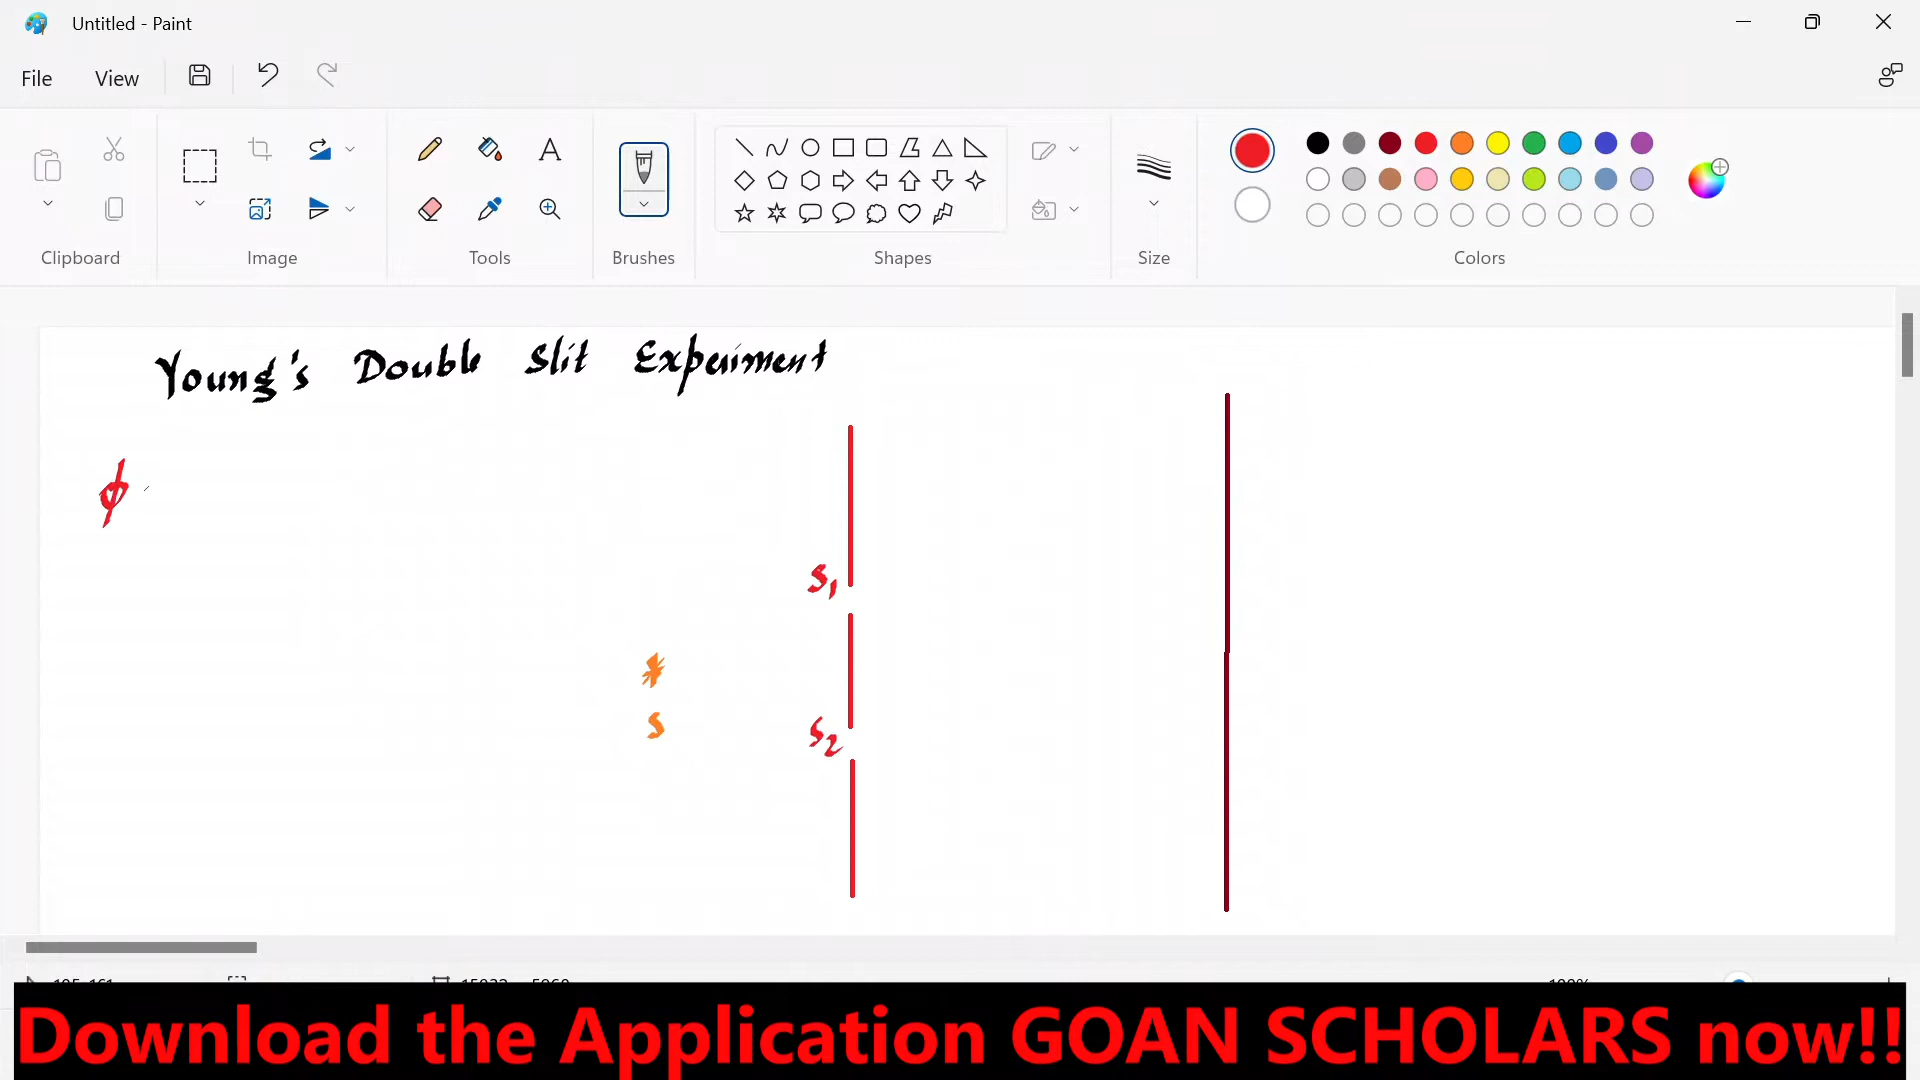 Untitled - Paint
File View
Clipboard Image Tools Brushes Shapes Size Colors
Young's Double Slit Experiment
ϕ
S1
S
S2
Download the Application GOAN SCHOLARS now!!